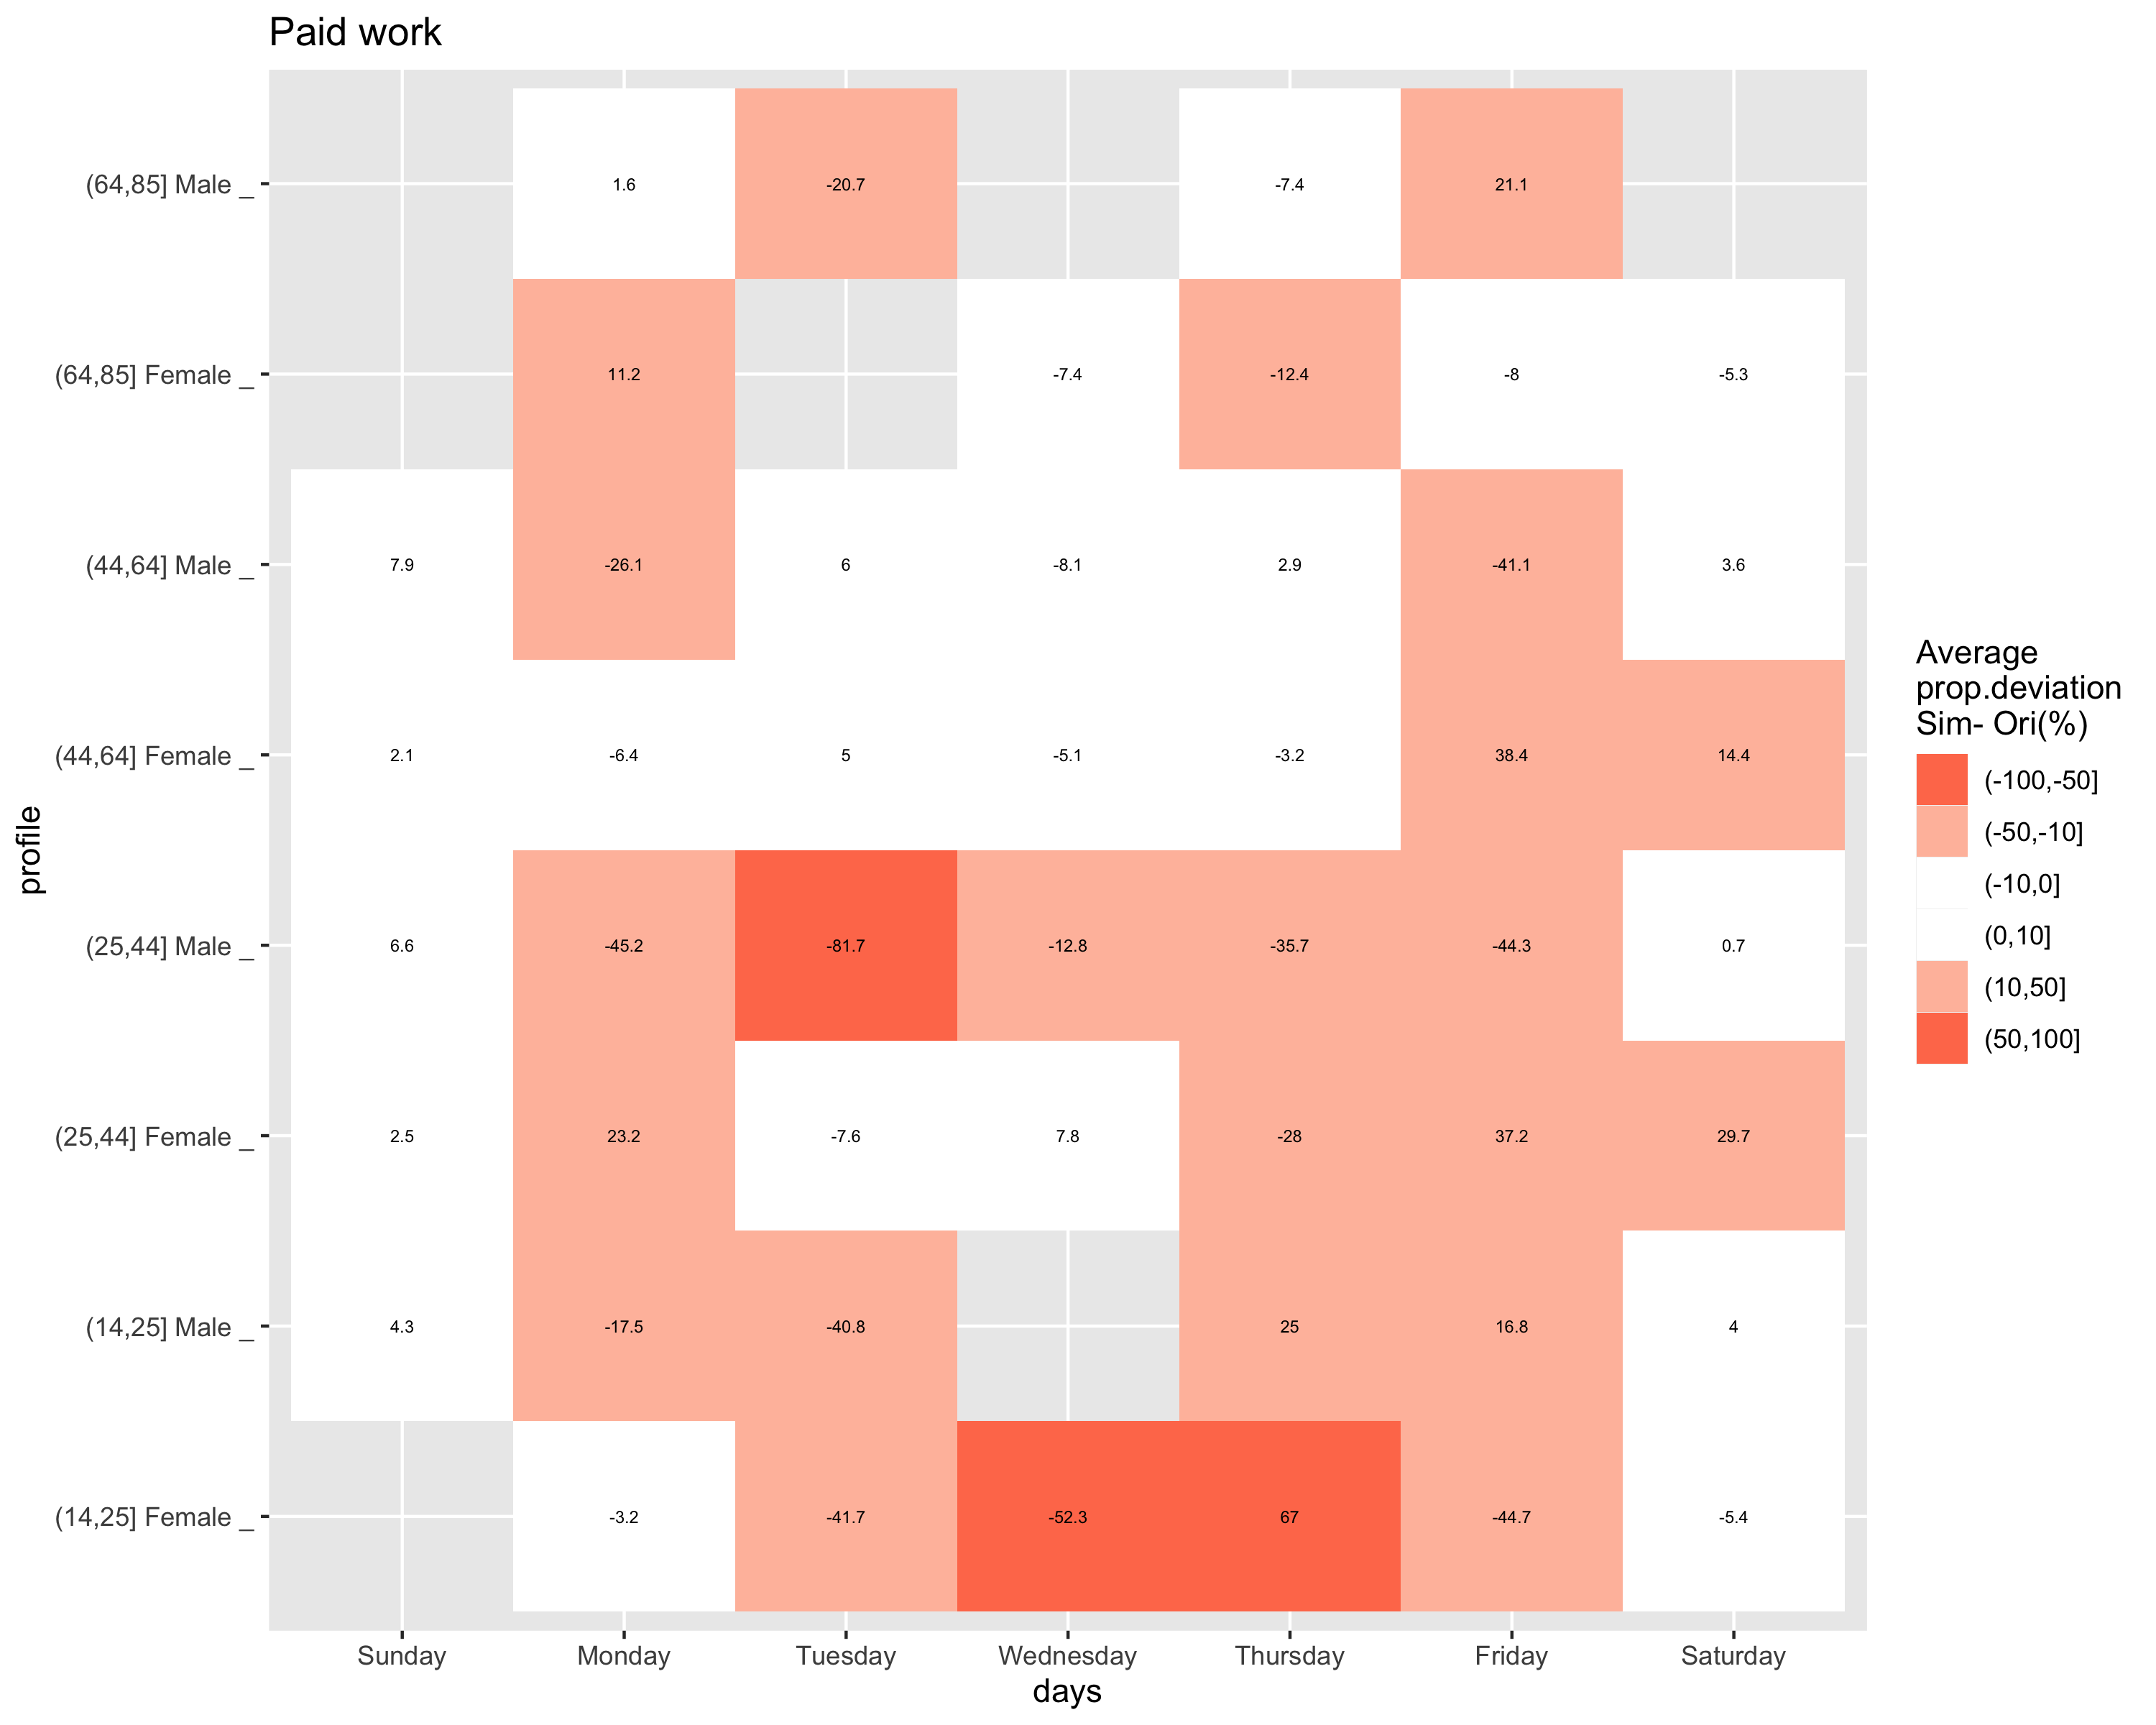 Paid work
(64,85] Male _
1.6 -20.7 -7.4 21.1
(64,85] Female _
11.2 -7.4 -12.4 -8 -5.3
(44,64] Male _
7.9 -26.1 6 -8.1 2.9 -41.1 3.6
(44,64] Female _
2.1 -6.4 5 -5.1 -3.2 38.4 14.4
(25,44] Male _
6.6 -45.2 -81.7 -12.8 -35.7 -44.3 0.7
(25,44] Female _
2.5 23.2 -7.6 7.8 -28 37.2 29.7
(14,25] Male _
4.3 -17.5 -40.8 25 16.8 4
(14,25] Female _
-3.2 -41.7 -52.3 67 -44.7 -5.4
profile
Sunday Monday Tuesday Wednesday Thursday Friday Saturday
days
Average
prop.deviation
Sim- Ori(%)
(-100,-50]
(-50,-10]
(-10,0]
(0,10]
(10,50]
(50,100]